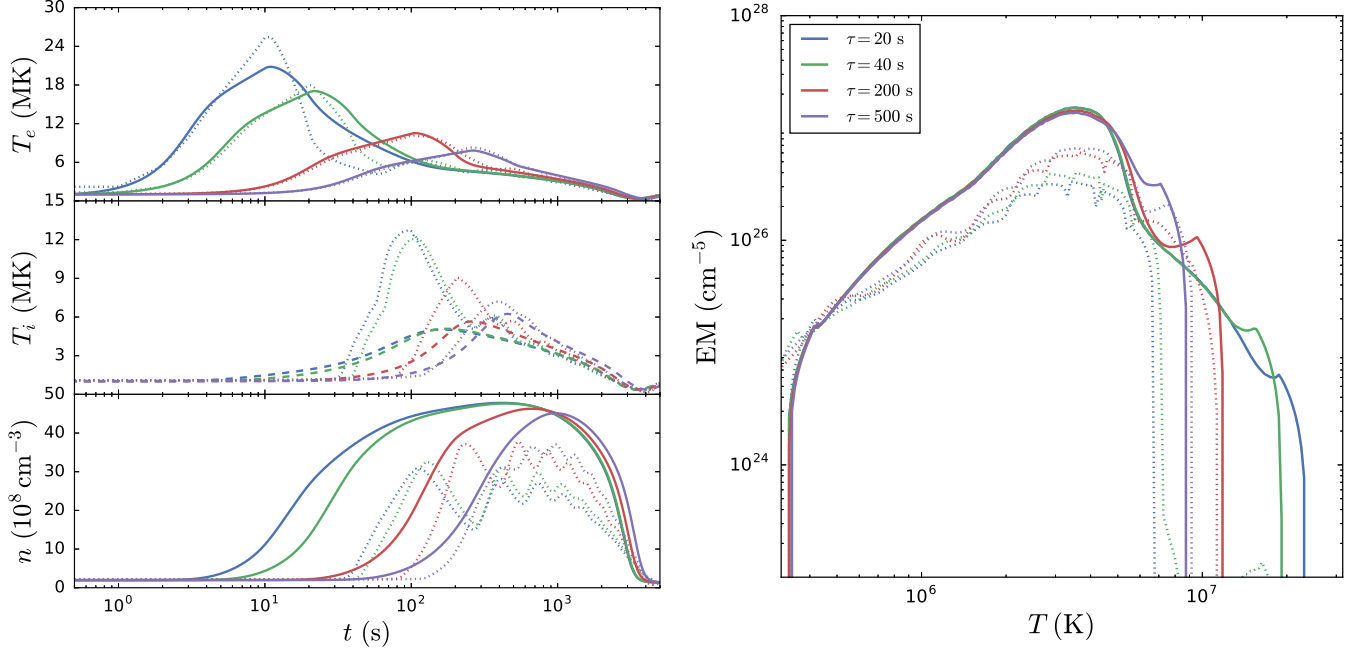 30
24
18
12
6
15
T_e (MK)
12
9
6
3
50
T_i (MK)
40
30
20
10
0
n (10^8 cm^−3)
10^0 10^1 10^2 10^3
t (s)
10^28
10^26
10^24
EM (cm^−5)
τ = 20 s
τ = 40 s
τ = 200 s
τ = 500 s
10^6 10^7
T (K)